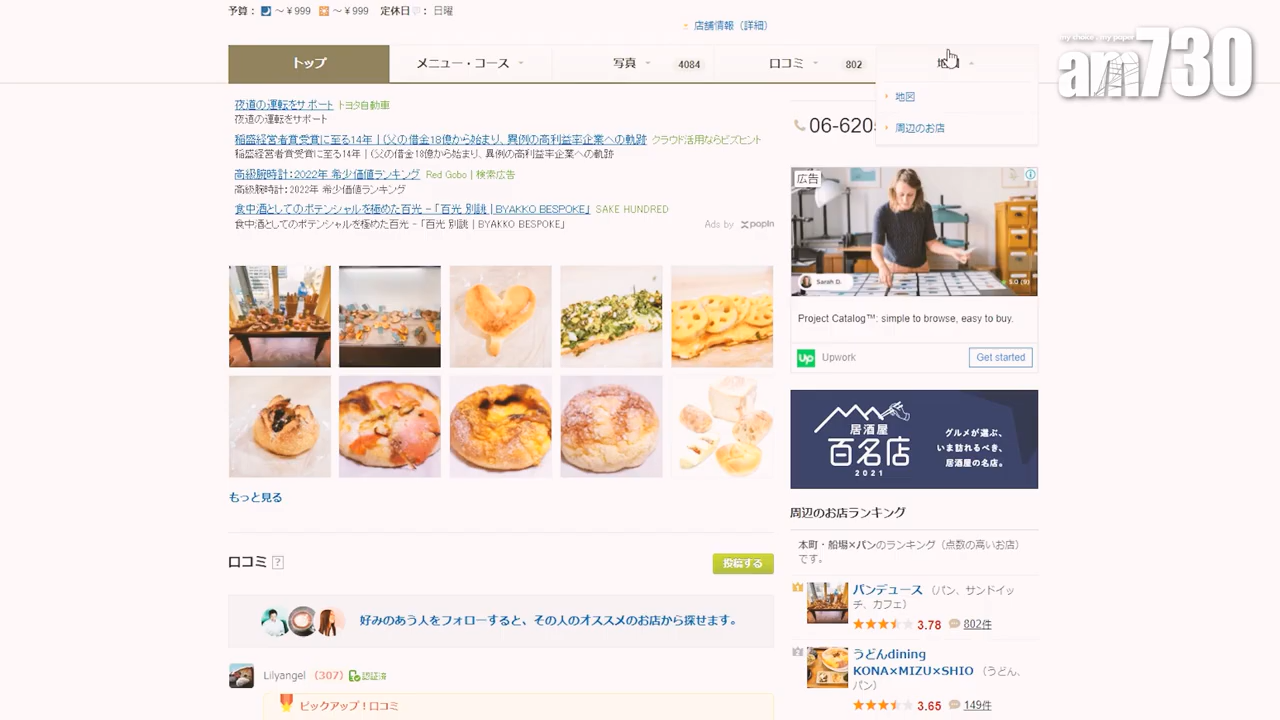 予算： ～￥999 ～￥999 定休日 ： 日曜
店舗情報（詳細）
my choice : my paper
am730
トップ
メニュー・コース
写真 4084
口コミ 802
地図
周辺のお店
06-620
夜道の運転をサポート トヨタ自動車
夜道の運転をサポート
稲盛経営者賞受賞に至る14年｜（父の借金18億から始まり、異例の高利益率企業への軌跡 クラウド活用ならビズヒント
稲盛経営者賞受賞に至る14年｜（父の借金18億から始まり、異例の高利益率企業への軌跡
高級腕時計：2022年 希少価値ランキング Red Gobo｜検索広告
高級腕時計：2022年 希少価値ランキング
食中酒としてのポテンシャルを極めた百光 –「百光 別誂 | BYAKKO BESPOKE」 SAKE HUNDRED
食中酒としてのポテンシャルを極めた百光 –「百光 別誂 | BYAKKO BESPOKE」
Ads by popIn
広告
Sarah D.
5.0 (9)
Project Catalog™: simple to browse, easy to buy.
Up Upwork
Get started
居酒屋
百名店
2021
グルメが選ぶ、
いま訪れるべき、
居酒屋の名店。
もっと見る
周辺のお店ランキング
本町・船場×パンのランキング（点数の高いお店）
です。
口コミ ?
投稿する
1
パンデュース （パン、サンドイッ
チ、カフェ）
3.78 802件
好みのあう人をフォローすると、その人のオススメのお店から探せます。
2
うどんdining
KONA×MIZU×SHIO （うどん、
パン）
3.65 149件
Lilyangel （307） 認証済
ピックアップ！口コミ